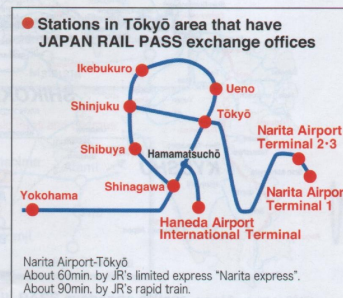 Stations in Tōkyō area that have
JAPAN RAIL PASS exchange offices
Ikebukuro
Ueno
Shinjuku
Tōkyō
Narita Airport
Terminal 2·3
Shibuya
Hamamatsuchō
Shinagawa
Narita Airport
Terminal 1
Yokohama
Haneda Airport
International Terminal
Narita Airport-Tōkyō
About 60min. by JR's limited express "Narita express".
About 90min. by JR's rapid train.